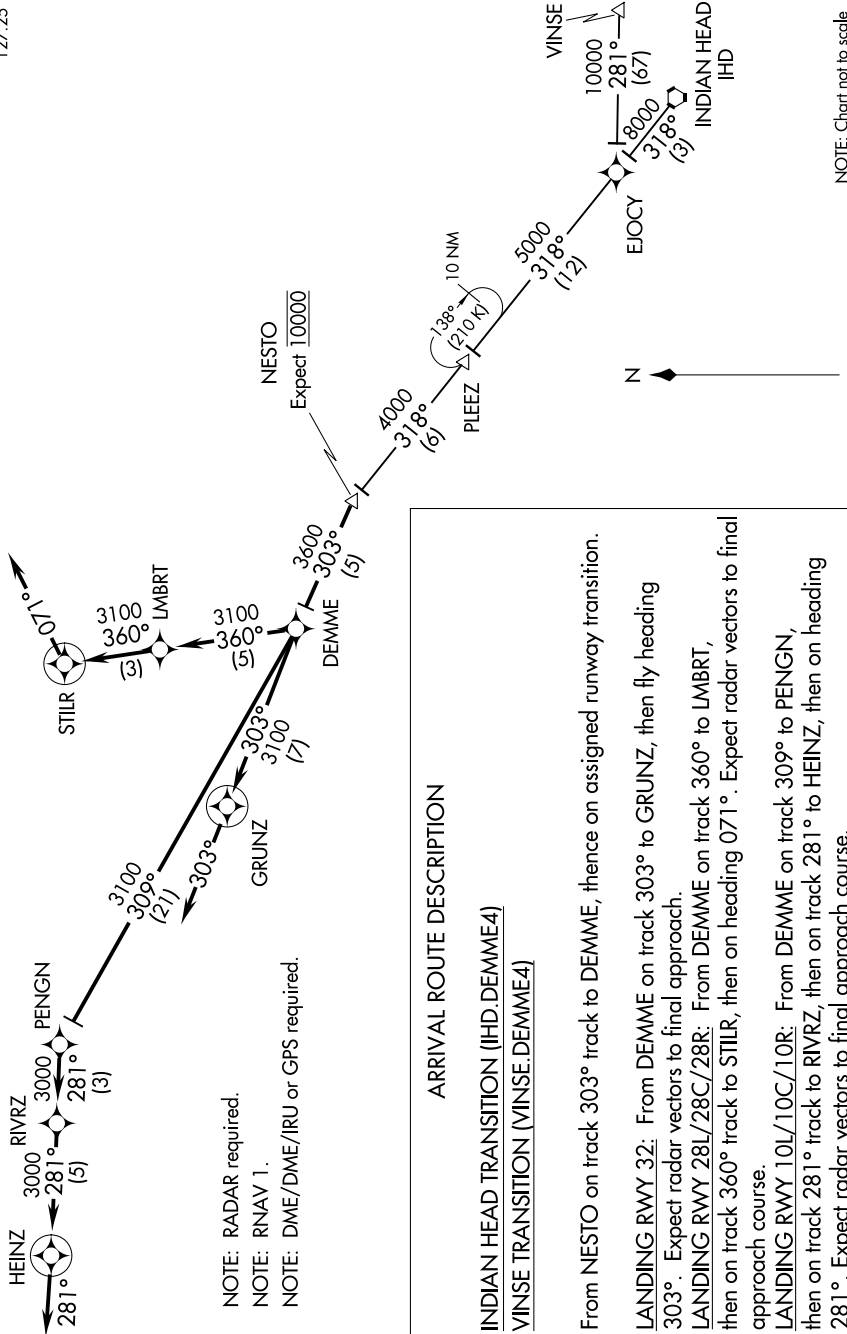 127.25
HEINZ
281°
3000
281°
(5)
RIVRZ
3000
281°
(3)
PENGN
3100
309°
(21)
GRUNZ
303°
303°
3100
(7)
STILR
071°
3100
360°
(3)
LMBRT
3100
360°
(5)
DEMME
3600
303°
(5)
NESTO
Expect 10000
4000
318°
(6)
PLEEZ
138°
(210 K)
10 NM
5000
318°
(12)
EJOCY
VINSE
10000
281°
(67)
8000
318°
(3)
INDIAN HEAD
IHD
N
NOTE: RADAR required.
NOTE: RNAV 1.
NOTE: DME/DME/IRU or GPS required.
NOTE: Chart not to scale
ARRIVAL ROUTE DESCRIPTION
INDIAN HEAD TRANSITION (IHD.DEMME4)
VINSE TRANSITION (VINSE.DEMME4)
From NESTO on track 303° track to DEMME, thence on assigned runway transition.
LANDING RWY 32: From DEMME on track 303° to GRUNZ, then fly heading
303°. Expect radar vectors to final approach.
LANDING RWY 28L/28C/28R: From DEMME on track 360° to LMBRT,
then on track 360° track to STILR, then on heading 071°. Expect radar vectors to final
approach course.
LANDING RWY 10L/10C/10R: From DEMME on track 309° to PENGN,
then on track 281° track to RIVRZ, then on track 281° to HEINZ, then on heading
281°. Expect radar vectors to final approach course.